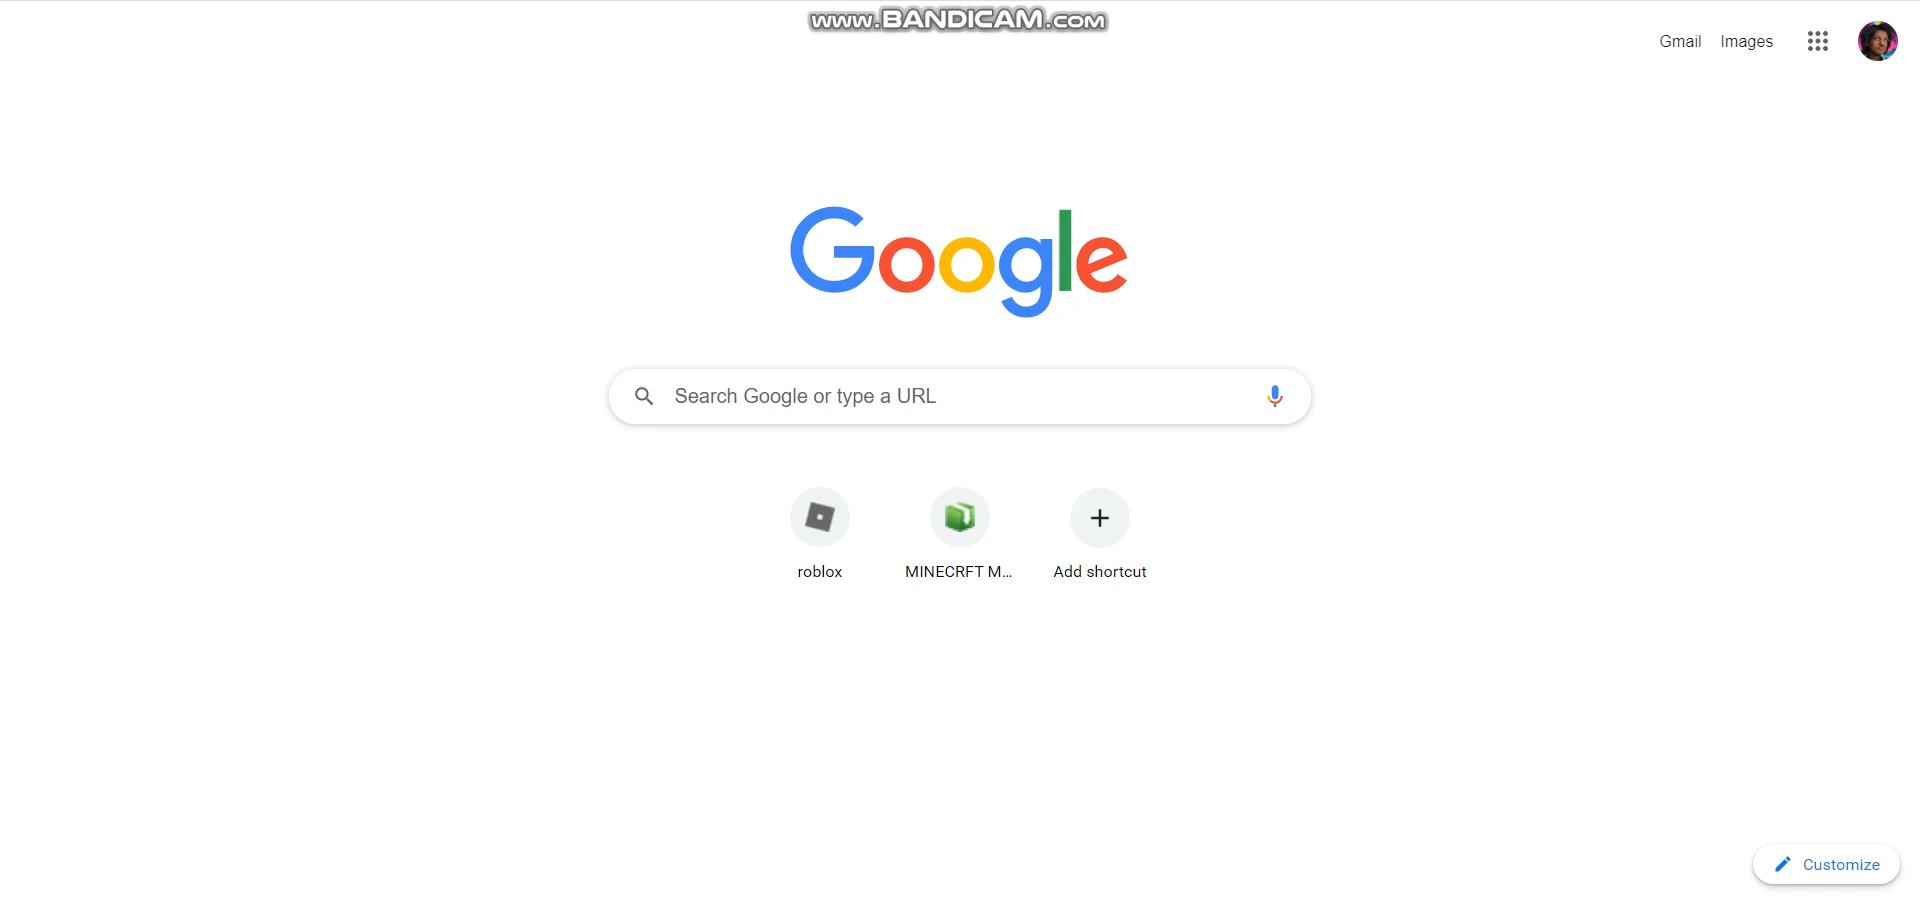 www.BANDICAM.COM
Gmail Images
Google
Search Google or type a URL
roblox MINECRFT M... Add shortcut
Customize